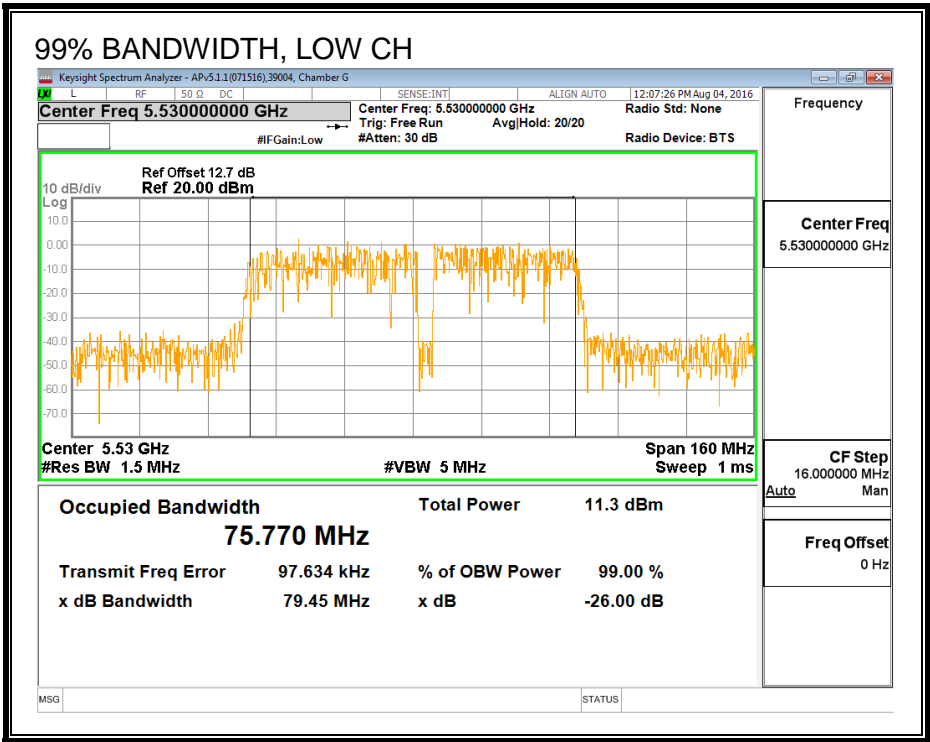 99% BANDWIDTH, LOW CH
Keysight Spectrum Analyzer - APv5.1.1(071516),39004, Chamber G
LXI L RF 50 Ω DC SENSE:INT ALIGN AUTO 12:07:26 PM Aug 04, 2016
Center Freq 5.530000000 GHz
Center Freq: 5.530000000 GHz
Radio Std: None
Trig: Free Run Avg|Hold: 20/20
#IFGain:Low
#Atten: 30 dB
Radio Device: BTS
Frequency
Ref Offset 12.7 dB
10 dB/div Ref 20.00 dBm
Log
10.0
0.00
-10.0
-20.0
-30.0
-40.0
-50.0
-60.0
-70.0
Center 5.53 GHz Span 160 MHz
#Res BW 1.5 MHz #VBW 5 MHz Sweep 1 ms
Occupied Bandwidth Total Power 11.3 dBm
75.770 MHz
Transmit Freq Error 97.634 kHz % of OBW Power 99.00 %
x dB Bandwidth 79.45 MHz x dB -26.00 dB
Center Freq
5.530000000 GHz
CF Step
16.000000 MHz
Auto Man
Freq Offset
0 Hz
MSG STATUS